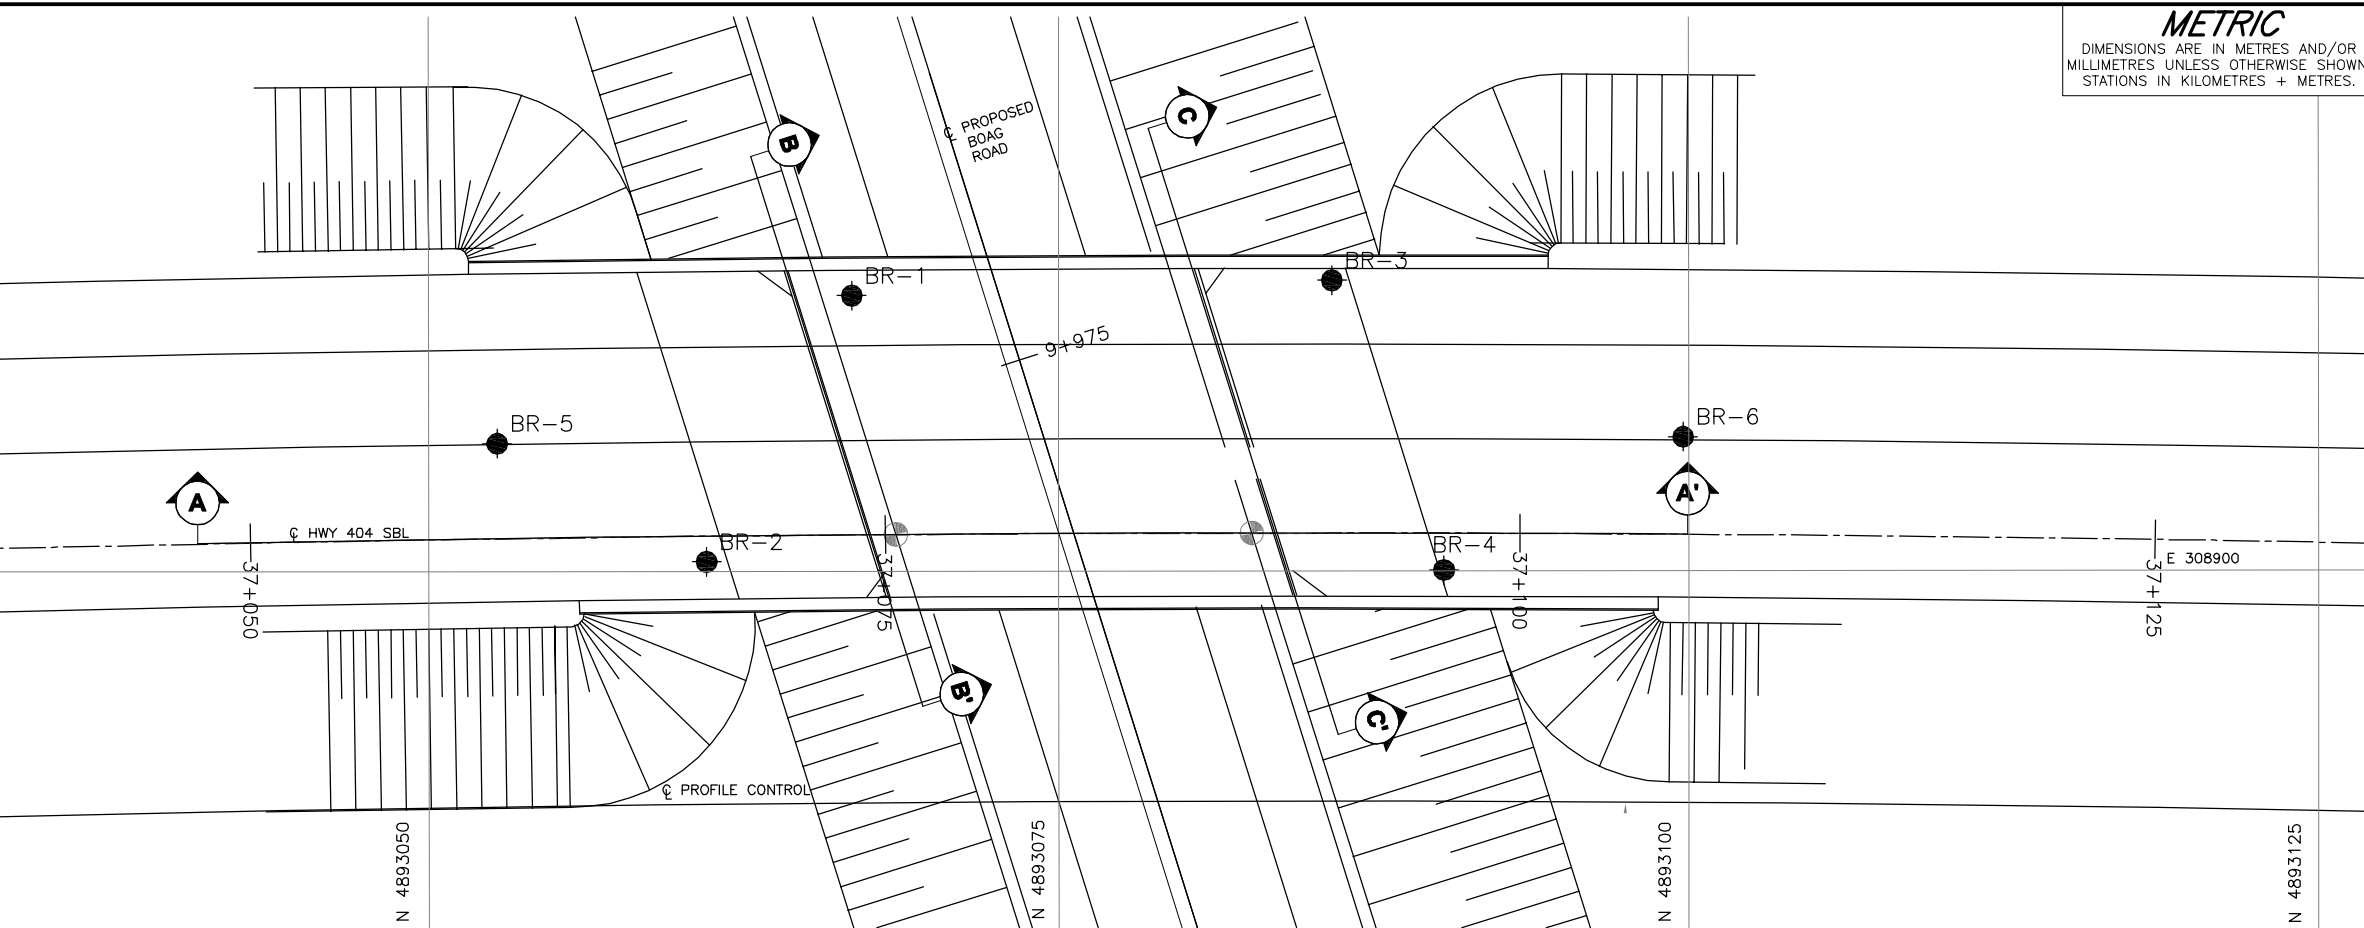 METRIC
DIMENSIONS ARE IN METRES AND/OR
MILLIMETRES UNLESS OTHERWISE SHOWN
STATIONS IN KILOMETRES + METRES.
C
B
℄ PROPOSED
BOAG
ROAD
BR-3
BR-1
9+975
BR-5
BR-6
A
A'
℄ HWY 404 SBL
BR-2
BR-4
E 308900
37+050
37+075
37+100
37+125
B'
C'
℄ PROFILE CONTROL
N 4893050
N 4893075
N 4893100
N 4893125